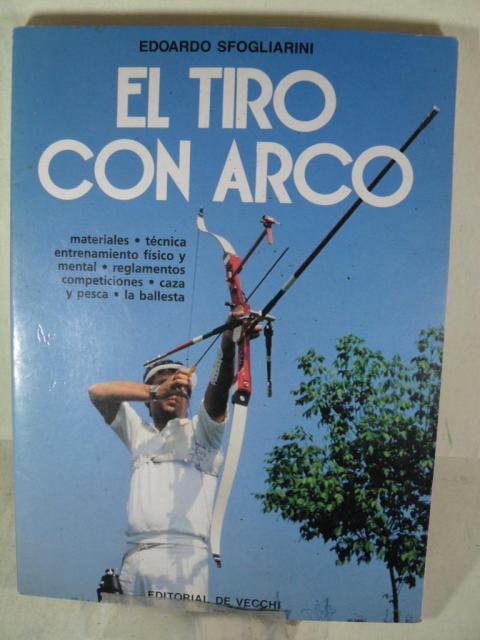 EDOARDO SFOGLIARINI
EL TIRO
CON ARCO
materiales • técnica
entrenamiento físico y
mental • reglamentos
competiciones • caza
y pesca • la ballesta
EDITORIAL DE VECCHI